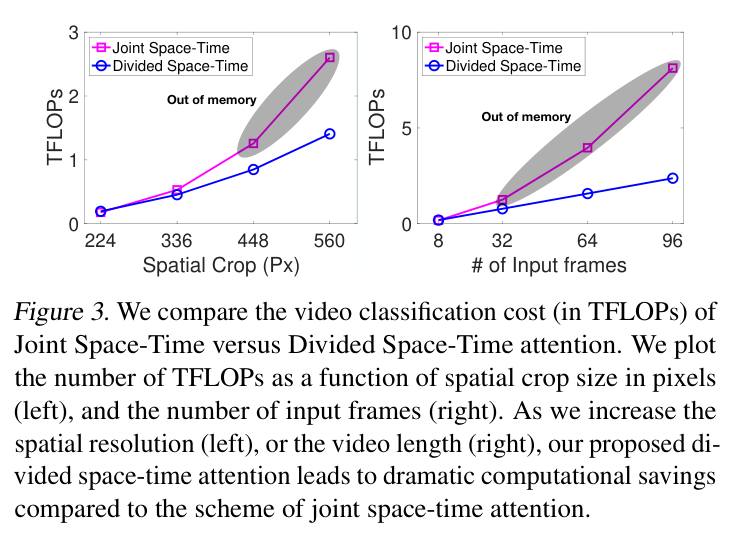 3
2
1
0
TFLOPs
Joint Space-Time
Divided Space-Time
Out of memory
224 336 448 560
Spatial Crop (Px)
10
5
0
TFLOPs
Joint Space-Time
Divided Space-Time
Out of memory
8 32 64 96
# of Input frames
Figure 3. We compare the video classification cost (in TFLOPs) of
Joint Space-Time versus Divided Space-Time attention. We plot
the number of TFLOPs as a function of spatial crop size in pixels
(left), and the number of input frames (right). As we increase the
spatial resolution (left), or the video length (right), our proposed di-
vided space-time attention leads to dramatic computational savings
compared to the scheme of joint space-time attention.